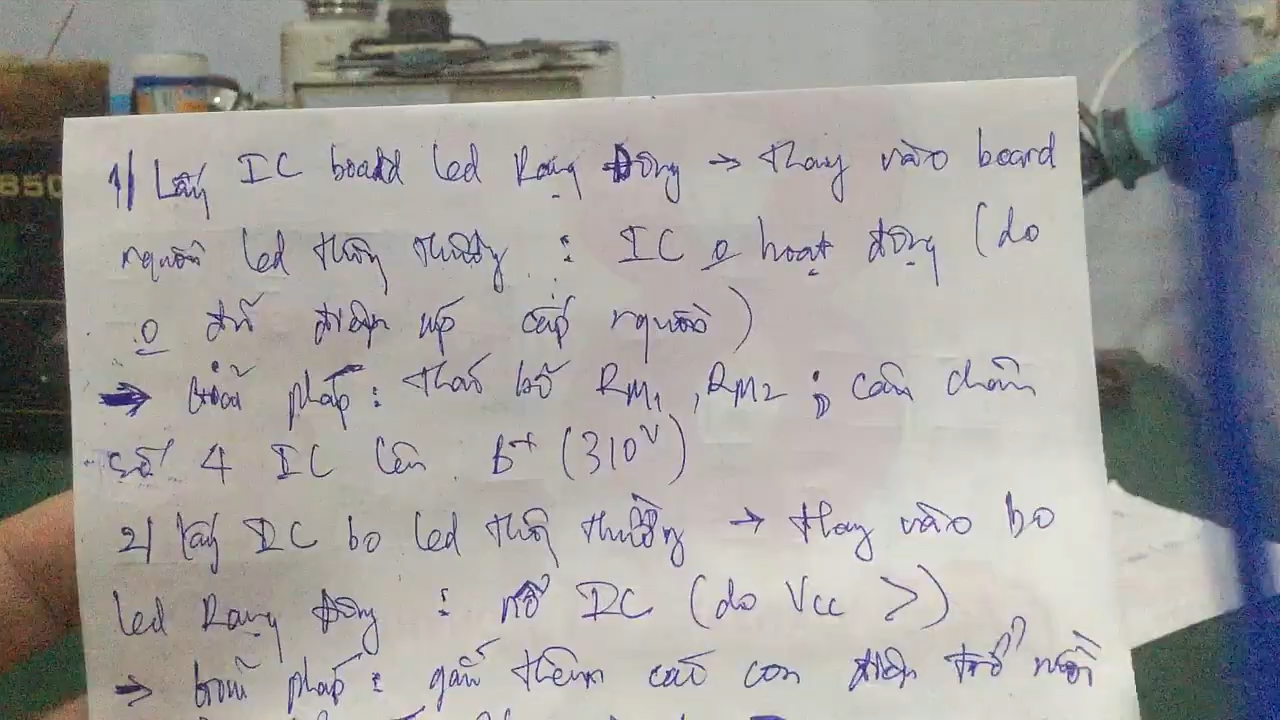 850
1/ Lấy IC board led Rạng Đông → thay vào board
nguồn led thông thường : IC o hoạt động (do
o đủ điện áp cấp nguồn)
→ pháp : tháo bỏ RM1 , RM2 ; câu chân
số 4 IC lên B+ (310V)
2/ lấy IC bo led thông thường → thay vào bo
led Rạng Đông : nổ IC (do Vcc >)
→ pháp : gắn thêm các con điện trở nối